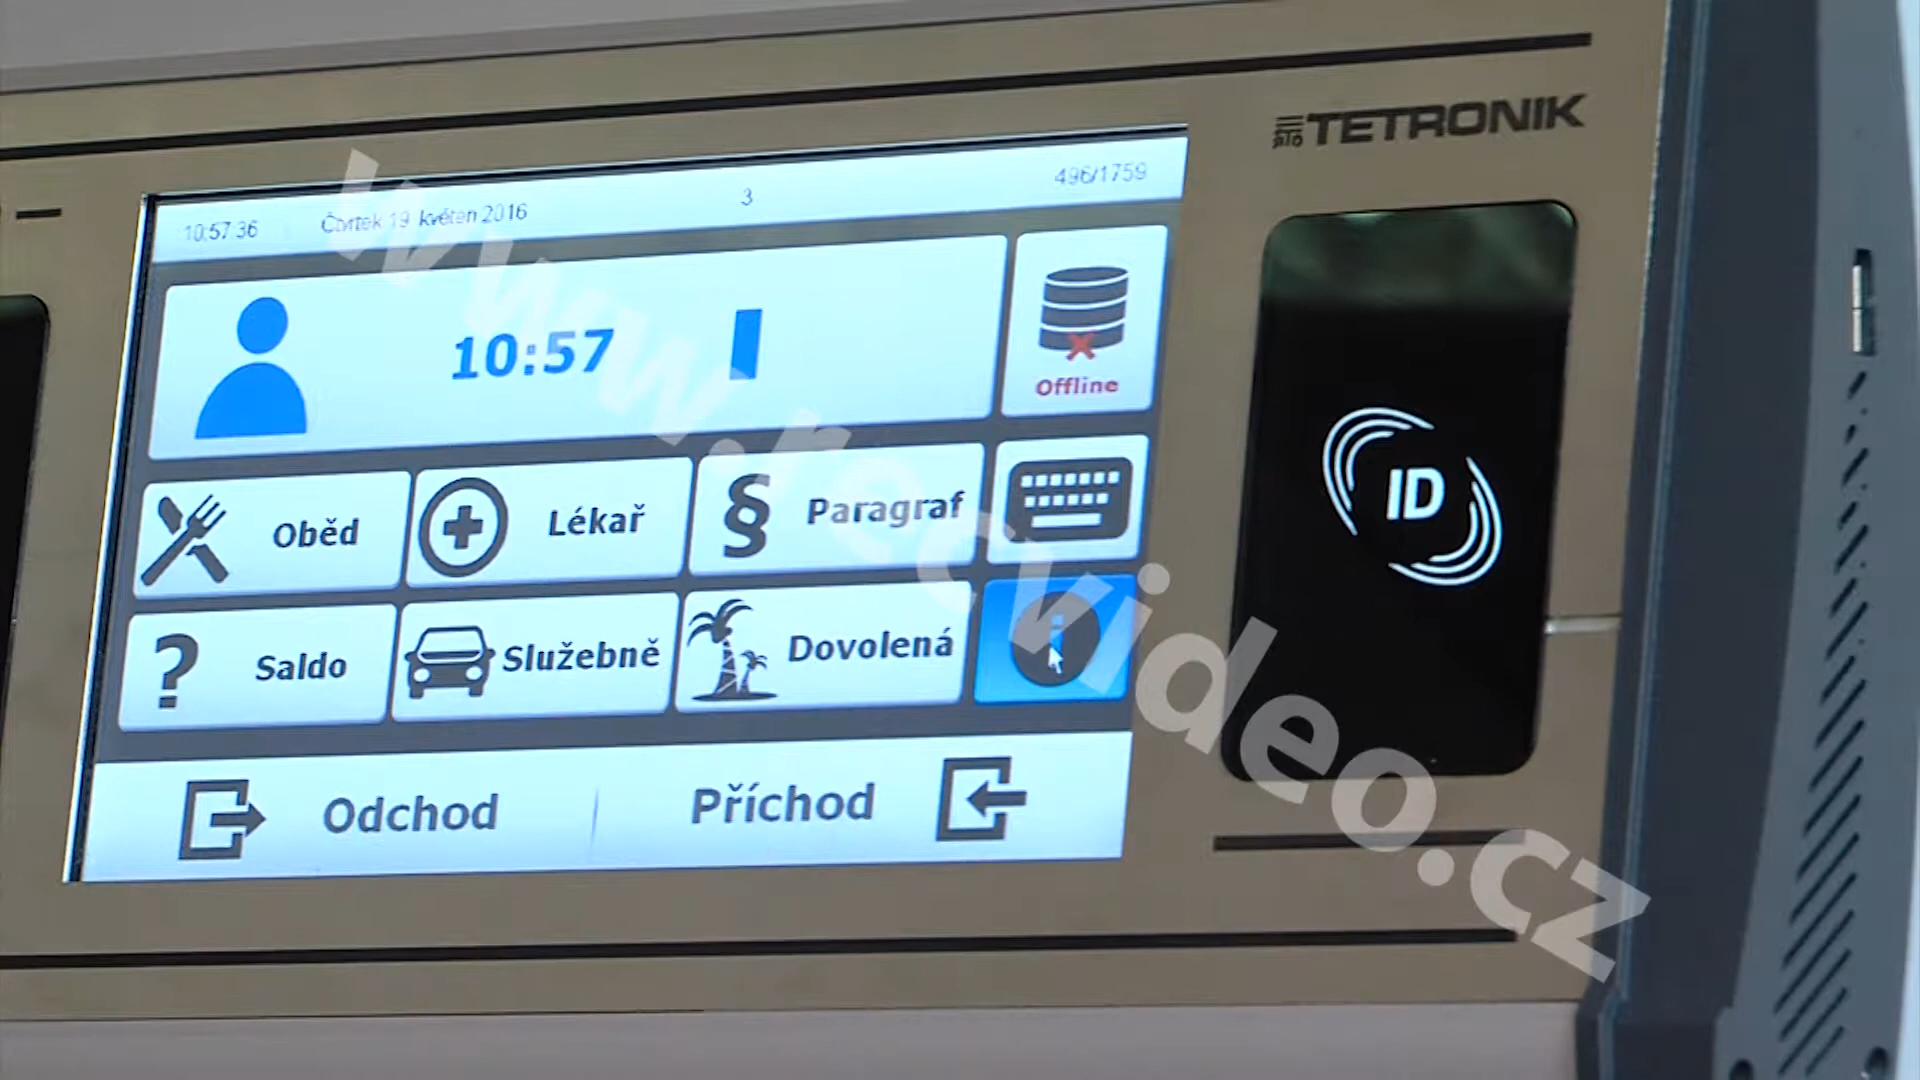 TETRONIK
10:57:36 Čtvrtek 19. květen 2016 3 496/1759
10:57
Offline
Oběd Lékař § Paragraf
? Saldo Služebně Dovolená i
Odchod Příchod
ID
www.recvideo.cz